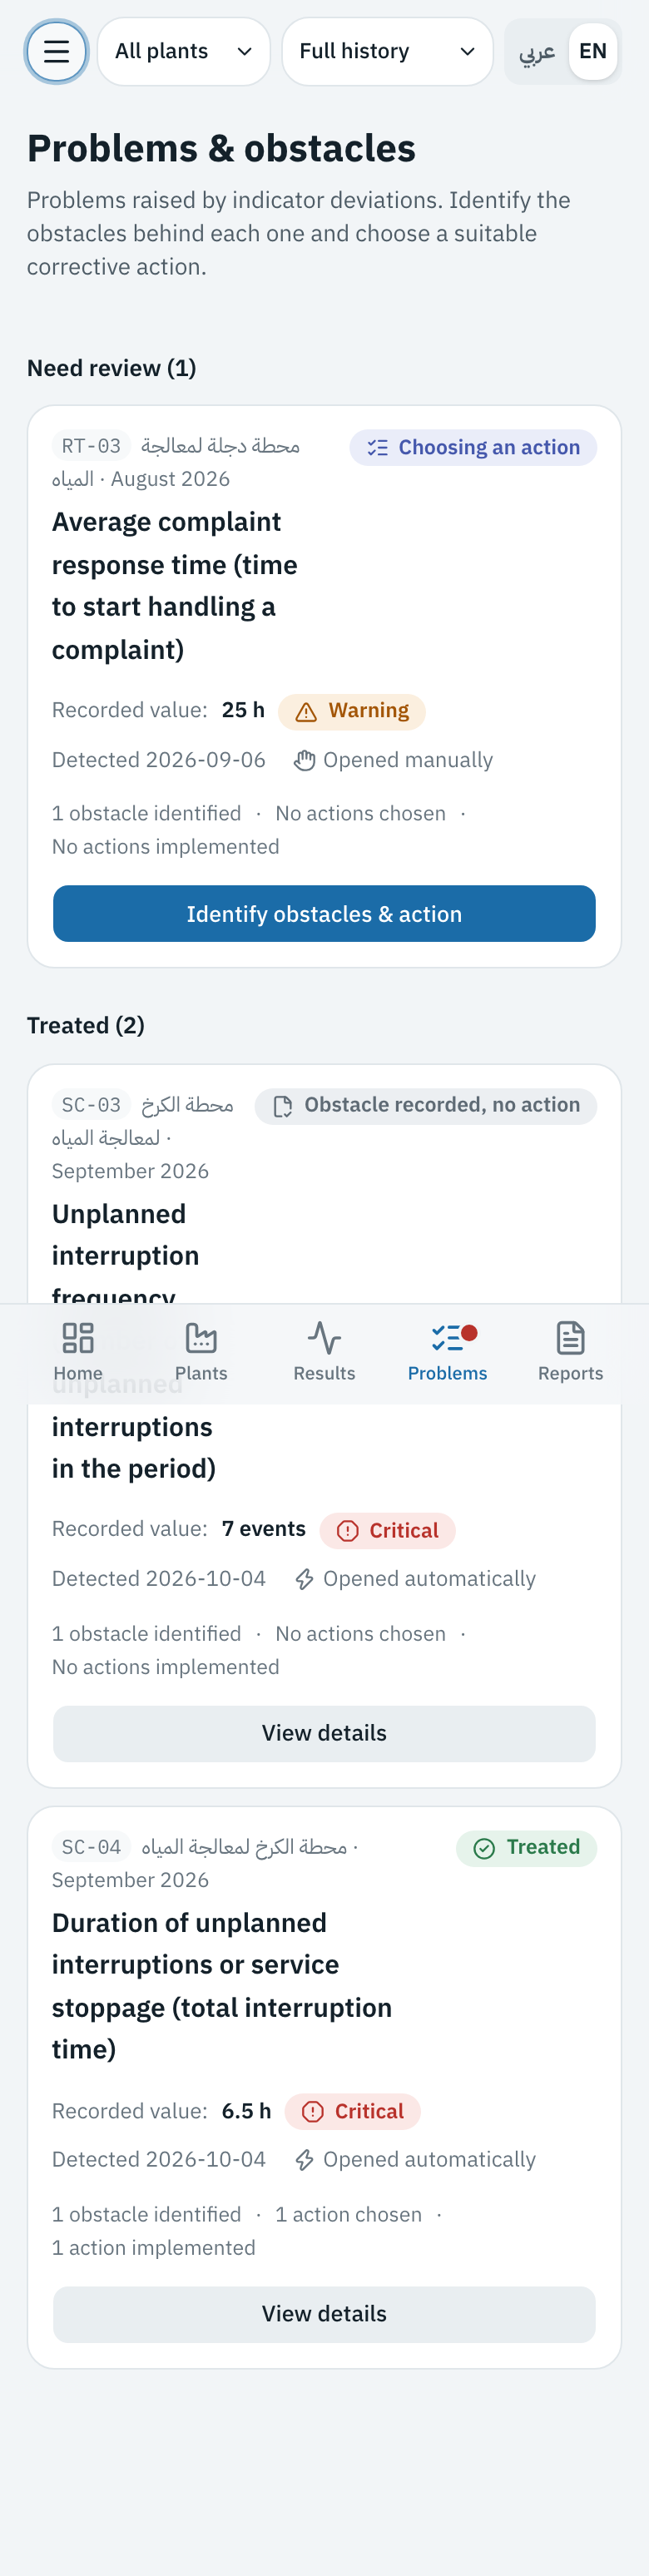 All plants
Full history
عربي
EN
Problems & obstacles
Problems raised by indicator deviations. Identify the
obstacles behind each one and choose a suitable
corrective action.
Need review (1)
RT-03 محطة دجلة لمعالجة
المياه · August 2026
Choosing an action
Average complaint
response time (time
to start handling a
complaint)
Recorded value: 25 h Warning
Detected 2026-09-06 Opened manually
1 obstacle identified · No actions chosen ·
No actions implemented
Identify obstacles & action
Treated (2)
SC-03 محطة الكرخ
لمعالجة المياه ·
September 2026
Obstacle recorded, no action
Unplanned
interruption
frequency
Home
Plants
Results
Problems
Reports
unplanned
interruptions
in the period)
Recorded value: 7 events Critical
Detected 2026-10-04 Opened automatically
1 obstacle identified · No actions chosen ·
No actions implemented
View details
SC-04 محطة الكرخ لمعالجة المياه ·
September 2026
Treated
Duration of unplanned
interruptions or service
stoppage (total interruption
time)
Recorded value: 6.5 h Critical
Detected 2026-10-04 Opened automatically
1 obstacle identified · 1 action chosen ·
1 action implemented
View details